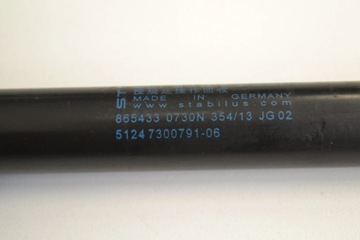 MADE IN GERMANY
www.stabilus.com
865433 0730N 354/13 JG02
51247300791-06